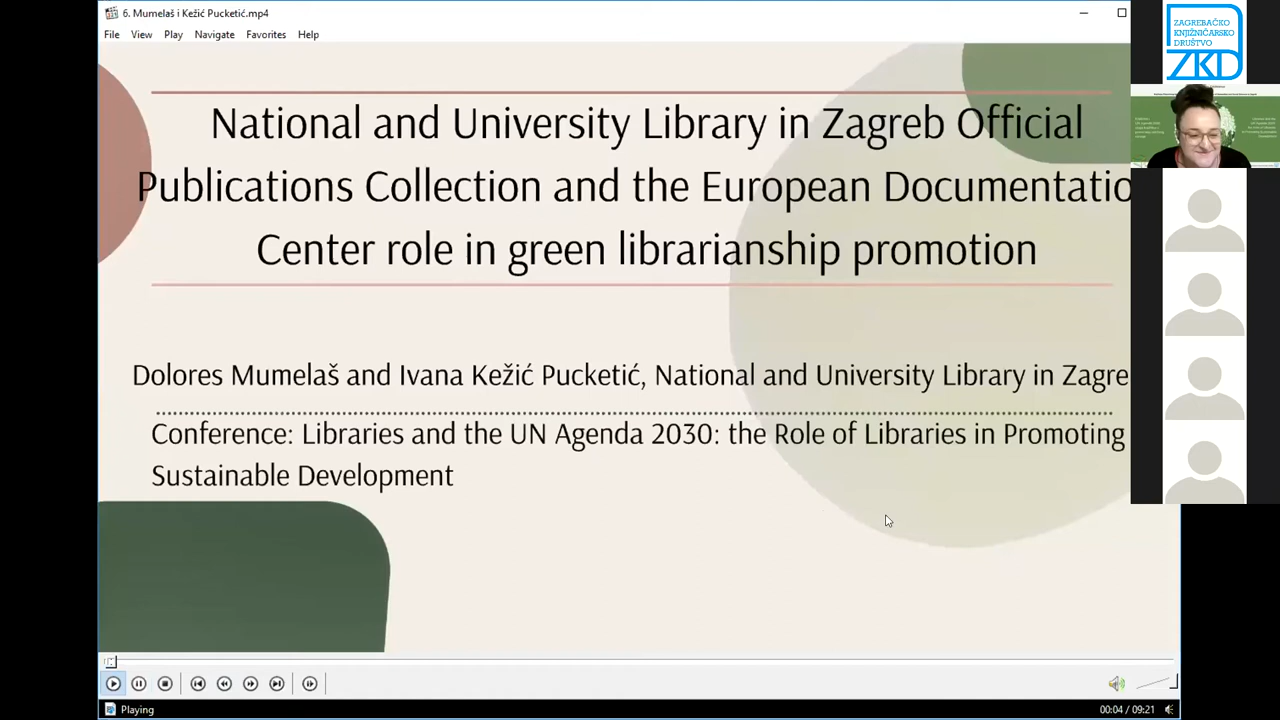 6. Mumelaš i Kežić Pucketić.mp4
File View Play Navigate Favorites Help
National and University Library in Zagreb Official
Publications Collection and the European Documentatio
Center role in green librarianship promotion
Dolores Mumelaš and Ivana Kežić Pucketić, National and University Library in Zagre
Conference: Libraries and the UN Agenda 2030: the Role of Libraries in Promoting
Sustainable Development
Playing
00:04 / 09:21
ZAGREBAČKO
KNJIŽNIČARSKO
DRUŠTVO
ZKD